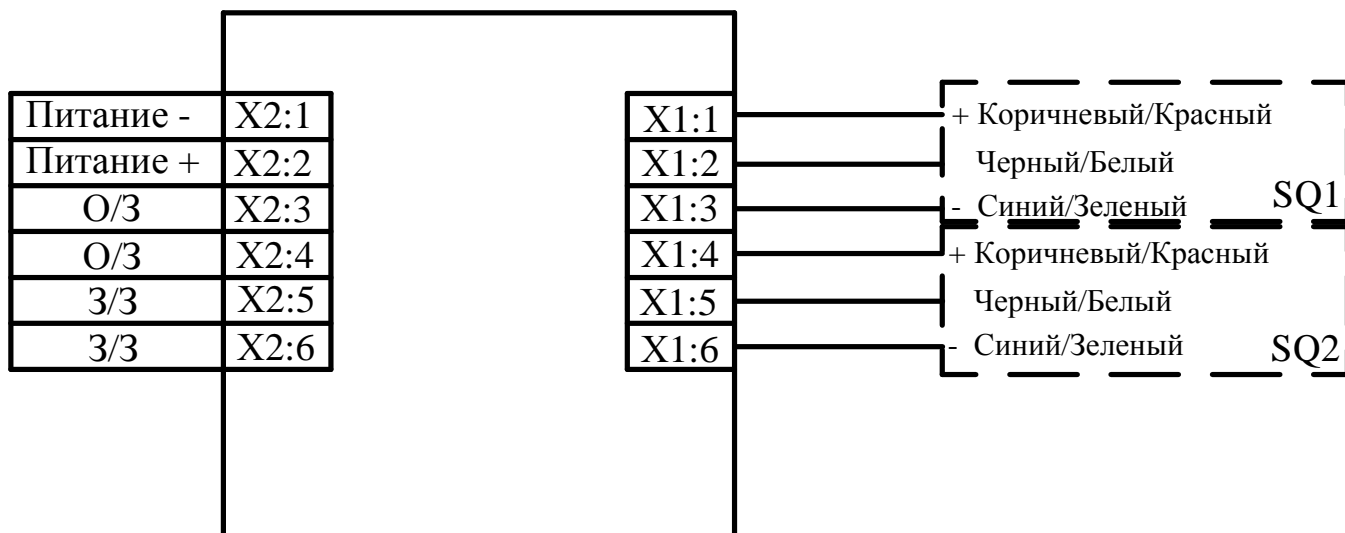 Питание - X2:1 X1:1 + Коричневый/Красный
Питание + X2:2 X1:2 Черный/Белый
О/З X2:3 X1:3 - Синий/Зеленый SQ1
О/З X2:4 X1:4 + Коричневый/Красный
З/З X2:5 X1:5 Черный/Белый
З/З X2:6 X1:6 - Синий/Зеленый SQ2